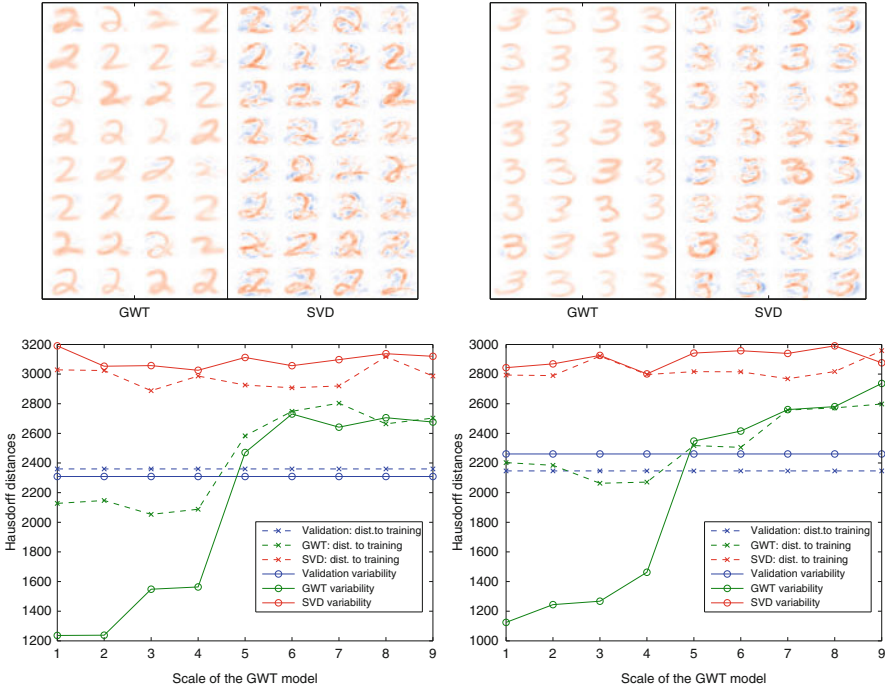 GWT SVD
GWT SVD
Hausdorff distances
3200
3000
2800
2600
2400
2200
2000
1800
1600
1400
1200
1 2 3 4 5 6 7 8 9
Scale of the GWT model
Validation: dist.to training
GWT: dist. to training
SVD: dist. to training
Validation variability
GWT variability
SVD variability
Hausdorff distances
3000
2800
2600
2400
2200
2000
1800
1600
1400
1200
1000
1 2 3 4 5 6 7 8 9
Scale of the GWT model
Validation: dist.to training
GWT: dist. to training
SVD: dist. to training
Validation variability
GWT variability
SVD variability